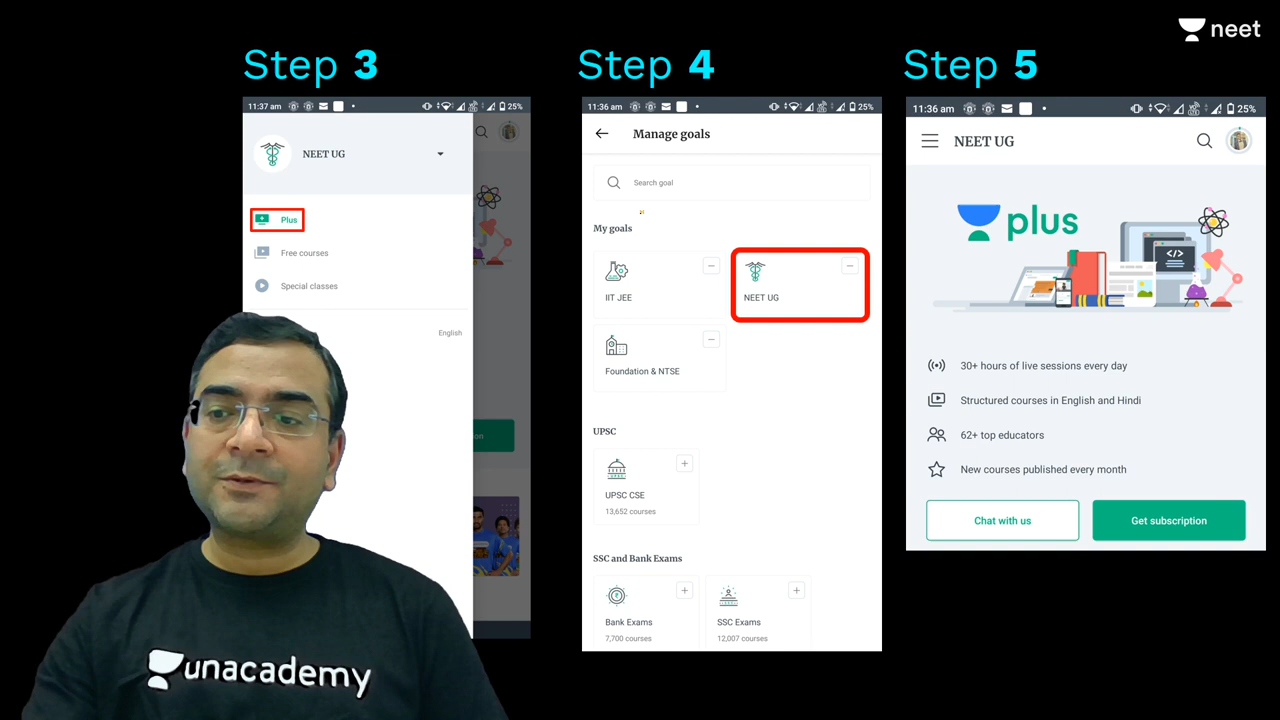 neet
Step 3
Step 4
Step 5
11:37 am
25%
NEET UG
Plus
Free courses
Special classes
English
unacademy
11:36 am
25%
Manage goals
Search goal
My goals
IIT JEE
NEET UG
Foundation & NTSE
UPSC
UPSC CSE
13,652 courses
SSC and Bank Exams
Bank Exams
7,700 courses
SSC Exams
12,007 courses
11:36 am
25%
NEET UG
plus
30+ hours of live sessions every day
Structured courses in English and Hindi
62+ top educators
New courses published every month
Chat with us
Get subscription